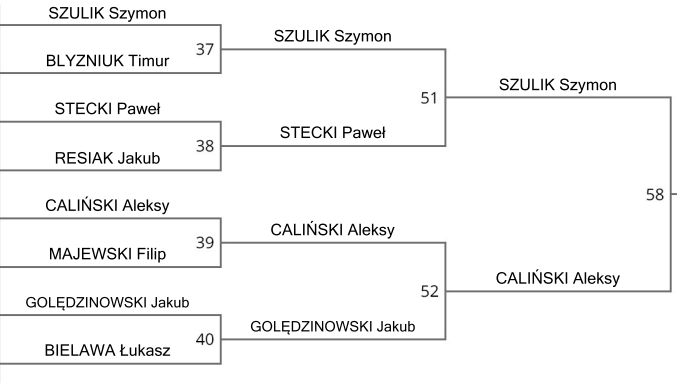 SZULIK Szymon
37
BLYZNIUK Timur
STECKI Paweł
38
RESIAK Jakub
CALIŃSKI Aleksy
39
MAJEWSKI Filip
GOLĘDZINOWSKI Jakub
40
BIELAWA Łukasz
SZULIK Szymon
51
STECKI Paweł
CALIŃSKI Aleksy
52
GOLĘDZINOWSKI Jakub
SZULIK Szymon
58
CALIŃSKI Aleksy